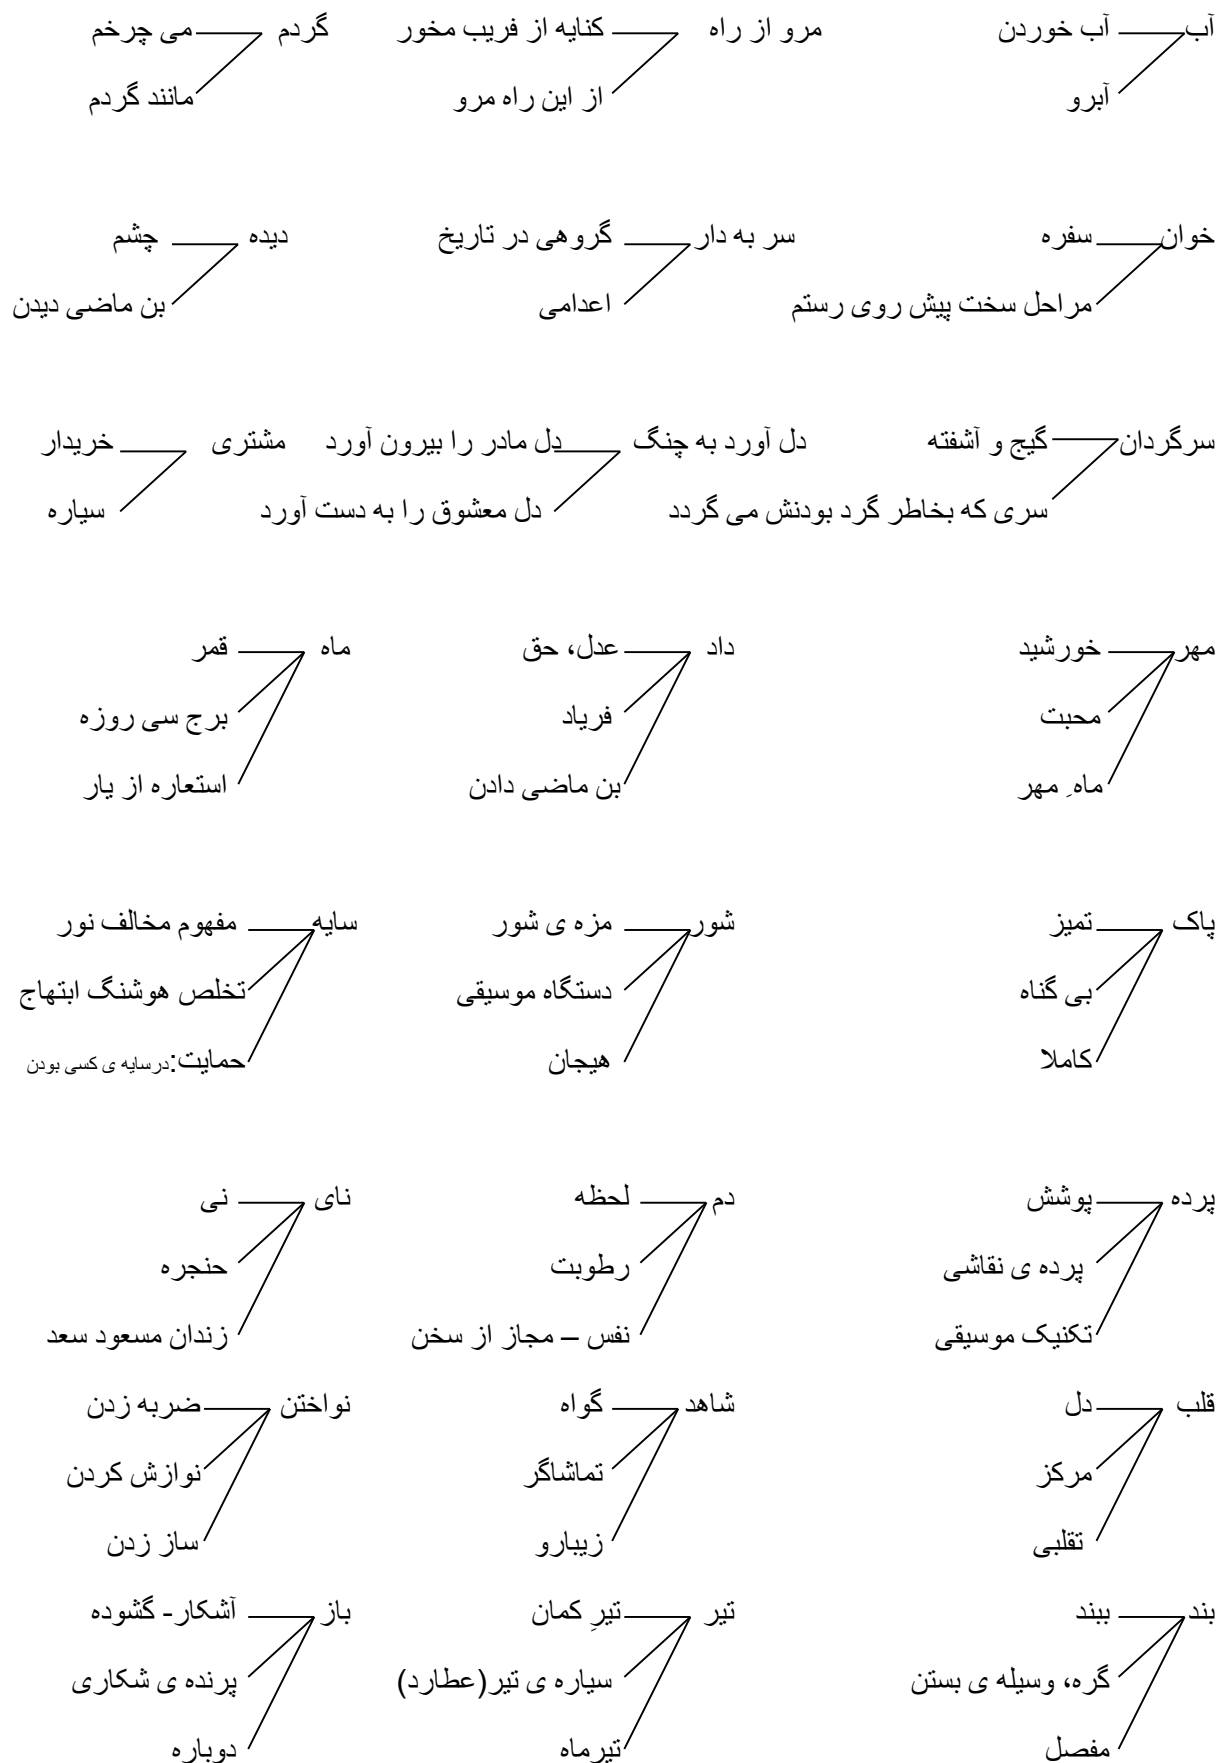 آب آب خوردن مرو از راه کنایه از فریب مخور گردم می چرخم
آبرو از این راه مرو مانند گردم
خوان سفره سر به دار گروهی در تاریخ دیده چشم
مراحل سخت پیش روی رستم اعدامی بن ماضی دیدن
سرگردان گیج و آشفته دل آورد به چنگ دل مادر را بیرون آورد مشتری خریدار
سری که بخاطر گرد بودنش می گردد دل معشوق را به دست آورد سیاره
مهر خورشید داد عدل، حق ماه قمر
محبت فریاد برج سی روزه
ماهِ مهر بن ماضی دادن استعاره از یار
پاک تمیز شور مزه ی شور سایه مفهوم مخالف نور
بی گناه دستگاه موسیقی تخلص هوشنگ ابتهاج
کاملا هیجان حمایت:درسایه ی کسی بودن
پرده پوشش دم لحظه نای نی
پرده ی نقاشی رطوبت حنجره
تکنیک موسیقی نفس – مجاز از سخن زندان مسعود سعد
قلب دل شاهد گواه نواختن ضربه زدن
مرکز تماشاگر نوازش کردن
تقلبی زیبارو ساز زدن
بند ببند تیر تیرِ کمان باز آشکار- گشوده
گره، وسیله ی بستن سیاره ی تیر(عطارد) پرنده ی شکاری
مفصل تیرماه دوباره